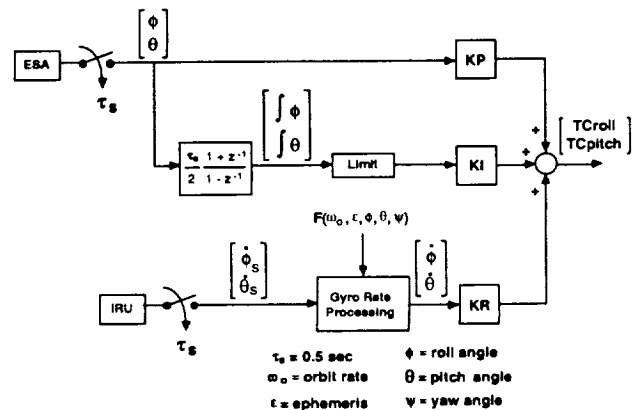 [ϕ
θ]
ESA
τs
KP
[∫ϕ
∫θ]
τs/2 1 + z⁻¹/1 - z⁻¹
Limit
KI
+
+
+
[TCroll
TCpitch]
F(ωo, ε, ϕ, θ, ψ)
[ϕ̇s
θ̇s]
[ϕ̇
θ̇]
IRU
τs
Gyro Rate
Processing
KR
τs = 0.5 sec
ϕ = roll angle
ωo = orbit rate
θ = pitch angle
ε = ephemeris
ψ = yaw angle